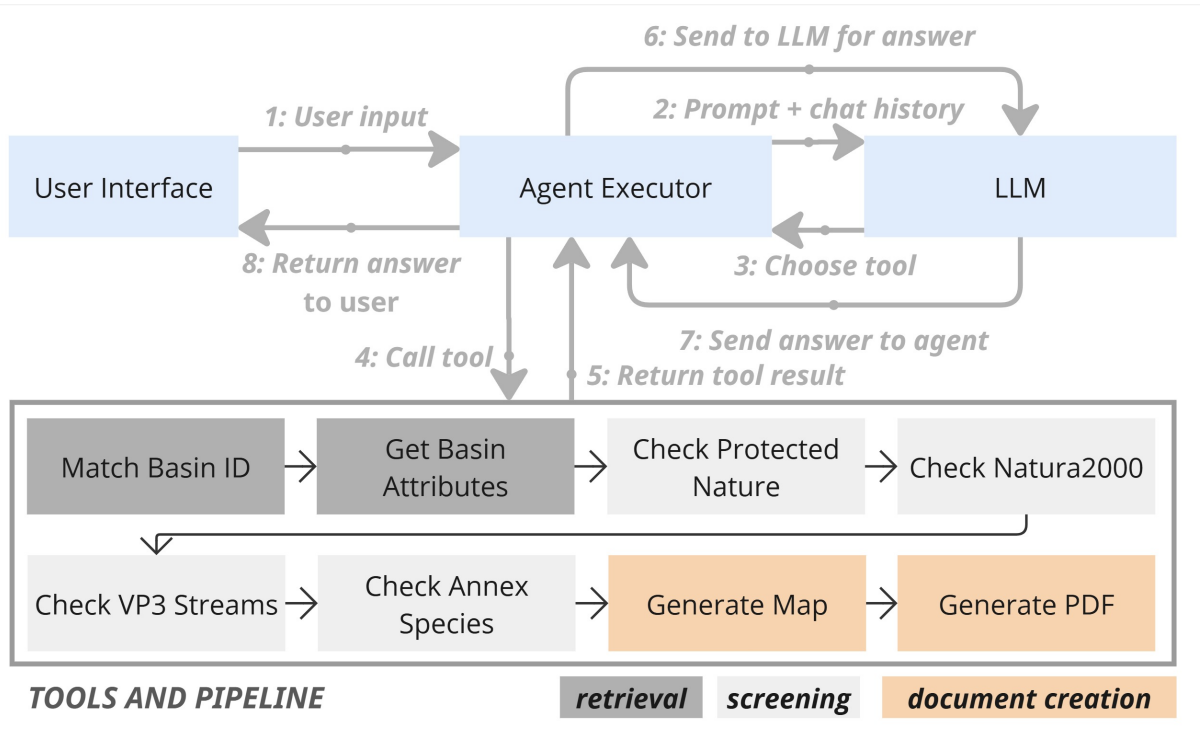 6: Send to LLM for answer
1: User input
2: Prompt + chat history
User Interface
Agent Executor
LLM
8: Return answer
to user
3: Choose tool
7: Send answer to agent
4: Call tool
5: Return tool result
Match Basin ID
Get Basin
Attributes
Check Protected
Nature
Check Natura2000
Check VP3 Streams
Check Annex
Species
Generate Map
Generate PDF
TOOLS AND PIPELINE
retrieval
screening
document creation